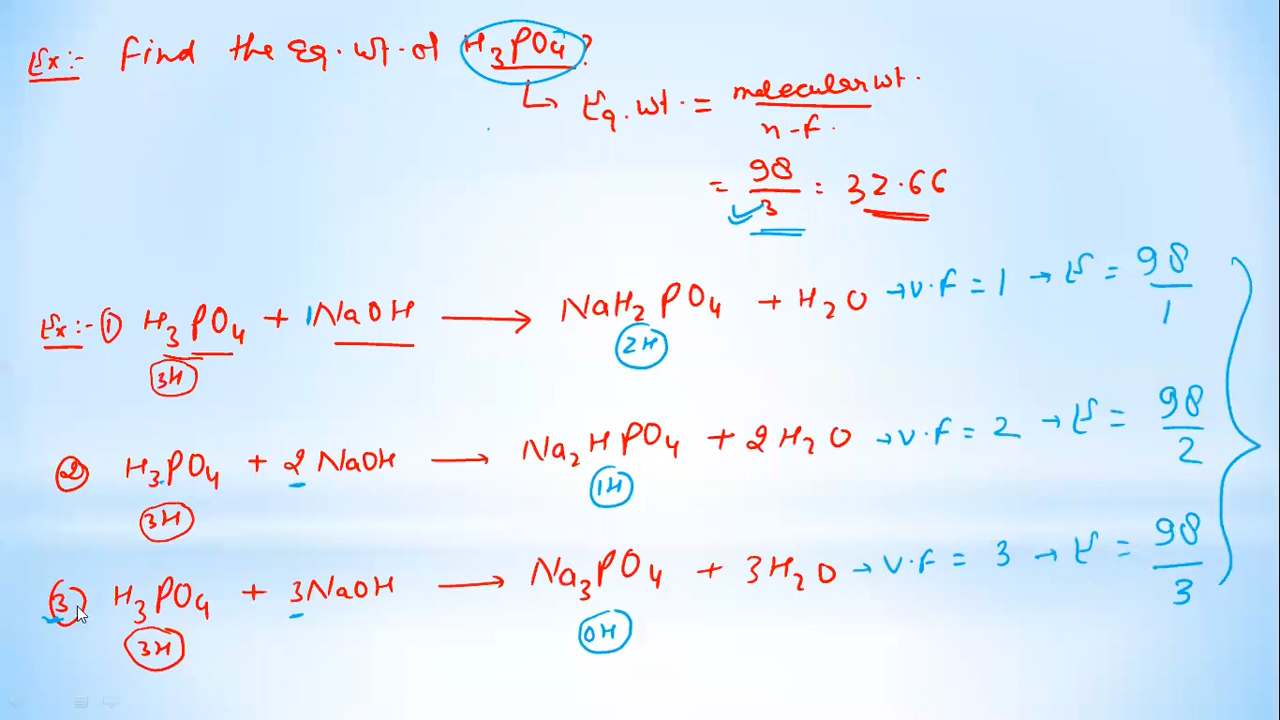 Ex:- Find the Eq. wt. of H3PO4?
Eq. wt. = molecular wt. / n-f.
= 98/3 = 32.66
Ex:- ① H3PO4 + 1NaOH ⟶ NaH2PO4 + H2O → v.f = 1 → E = 98/1
3H 2H
② H3PO4 + 2NaOH ⟶ Na2HPO4 + 2H2O → v.f = 2 → E = 98/2
3H 1H
③ H3PO4 + 3NaOH ⟶ Na3PO4 + 3H2O → v.f = 3 → E = 98/3
3H 0H